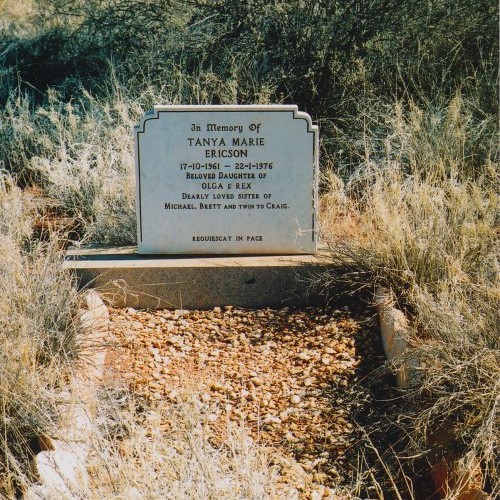 In Memory Of
TANYA MARIE
ERICSON
17-10-1961 — 22-1-1976
BELOVED DAUGHTER OF
OLGA & REX
DEARLY LOVED SISTER OF
MICHAEL, BRETT AND TWIN TO CRAIG.
REQUIESCAT IN PACE